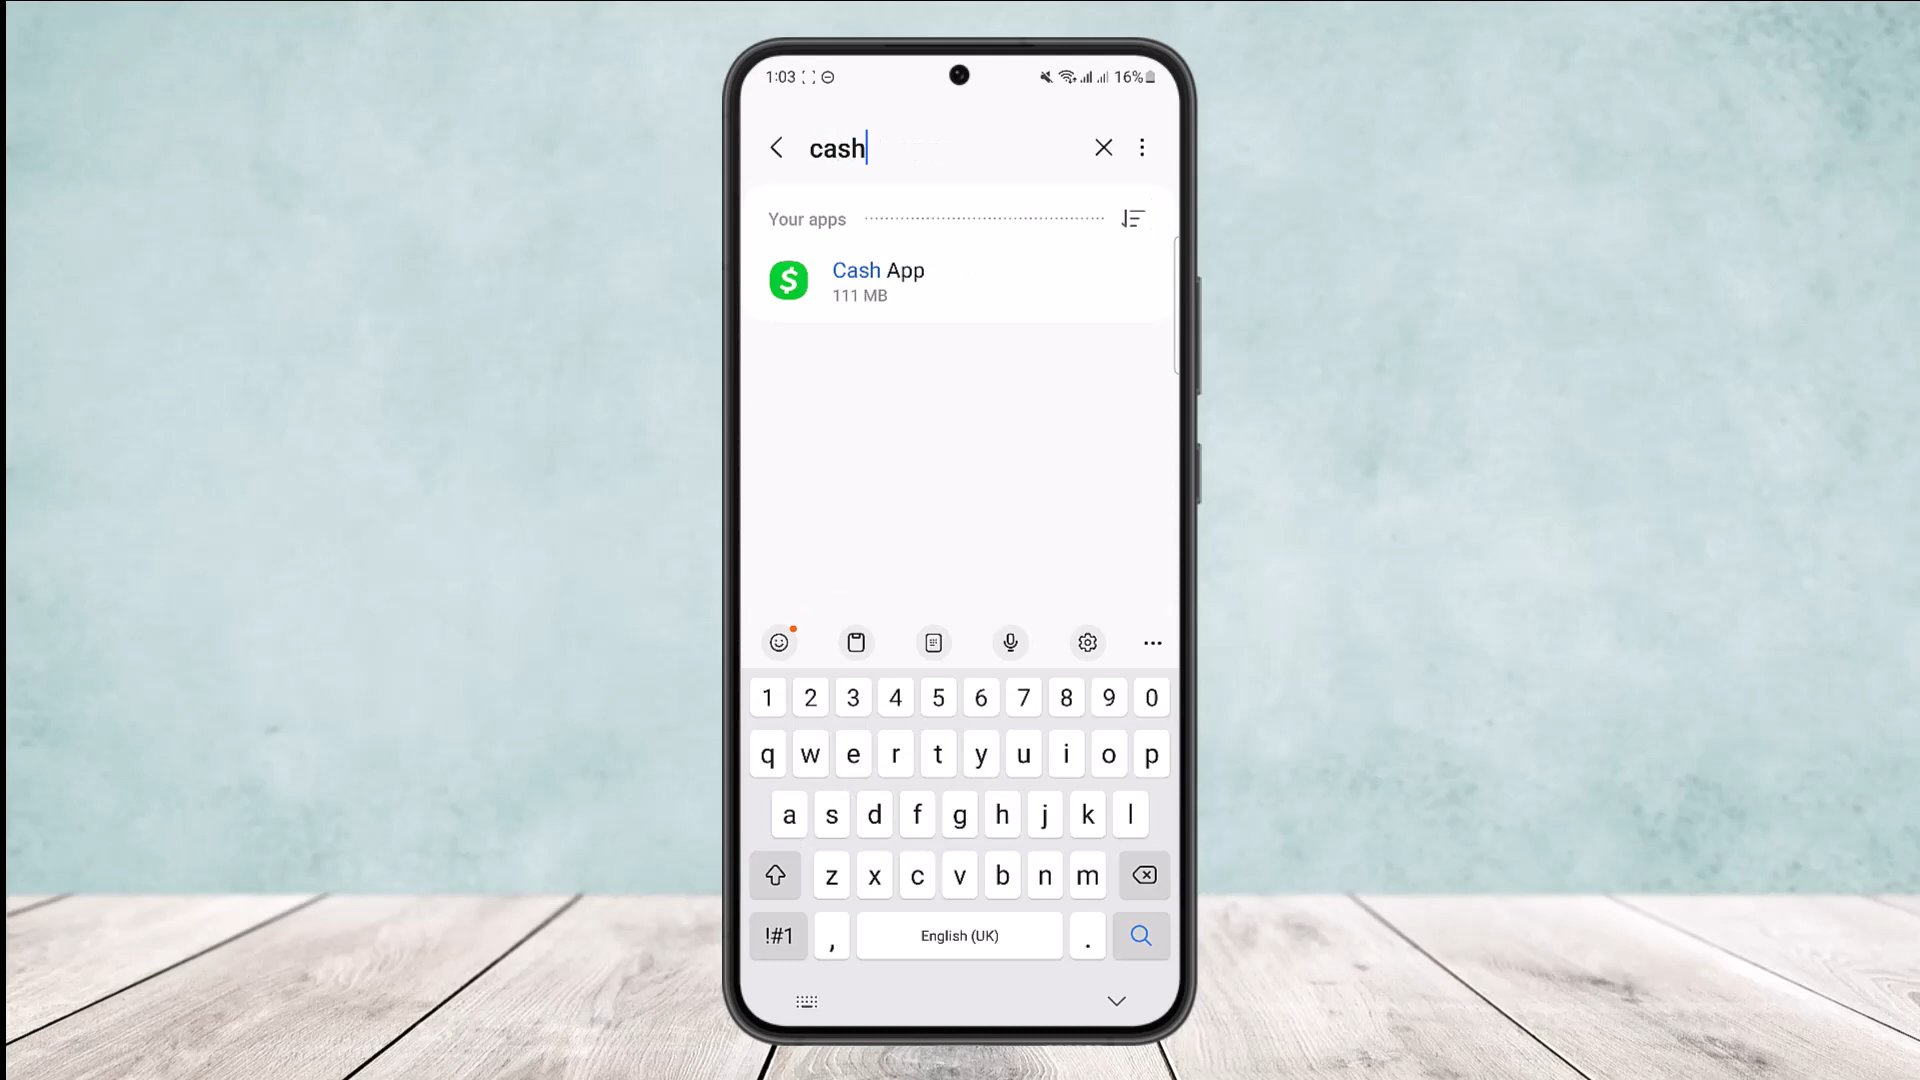 1:03 16%
cash
Your apps
$ Cash App
111 MB
1 2 3 4 5 6 7 8 9 0
q w e r t y u i o p
a s d f g h j k l
z x c v b n m
!#1 , English (UK) .